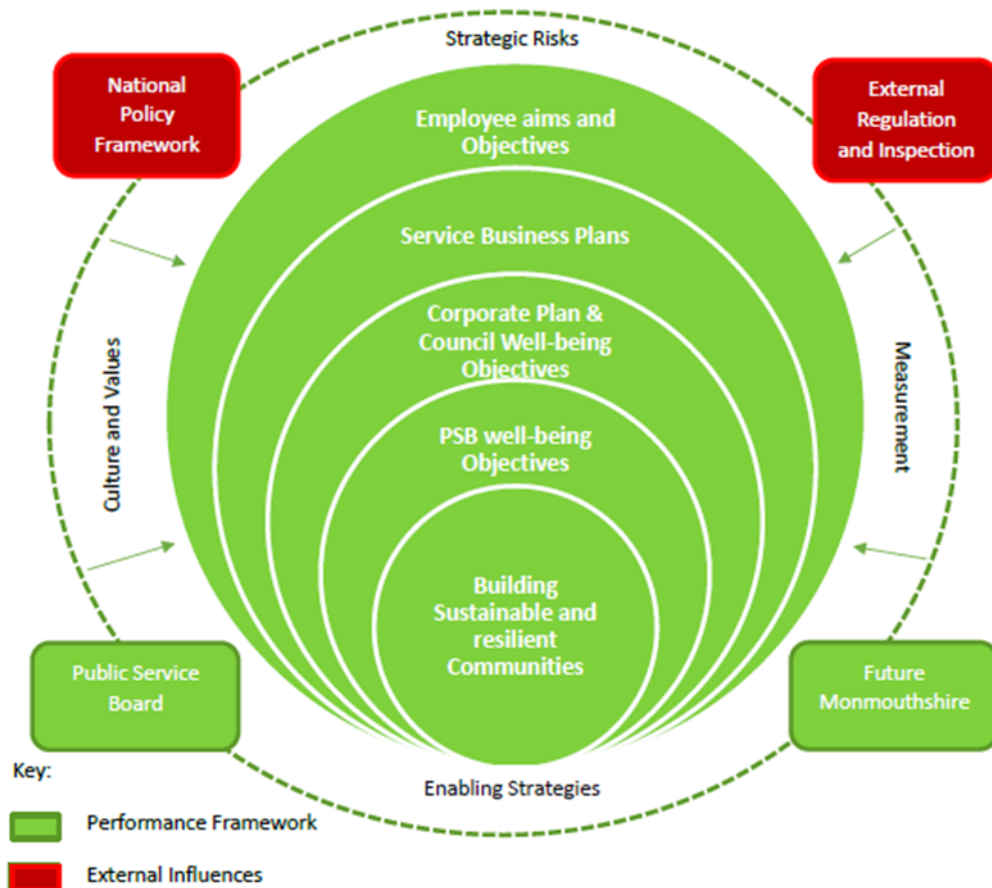 Strategic Risks
National
Policy
Framework
External
Regulation
and Inspection
Employee aims and
Objectives
Service Business Plans
Corporate Plan &
Council Well-being
Objectives
Culture and Values
Measurement
PSB well-being
Objectives
Building
Sustainable and
resilient
Communities
Public Service
Board
Future
Monmouthshire
Enabling Strategies
Key:
Performance Framework
External Influences